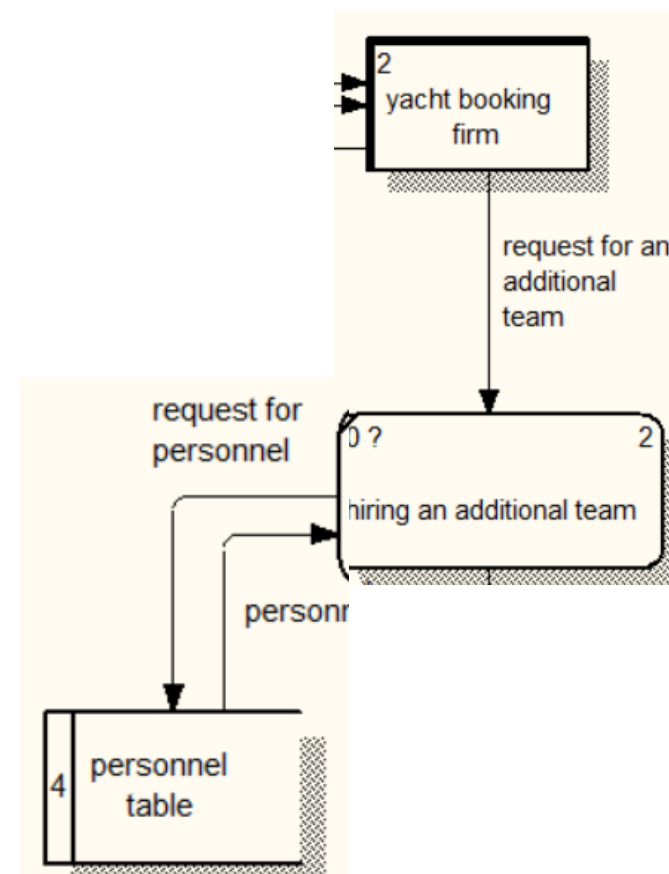 2
yacht booking
firm
request for an
additional
team
request for
personnel
0 ?
2
hiring an additional team
4
personnel
table